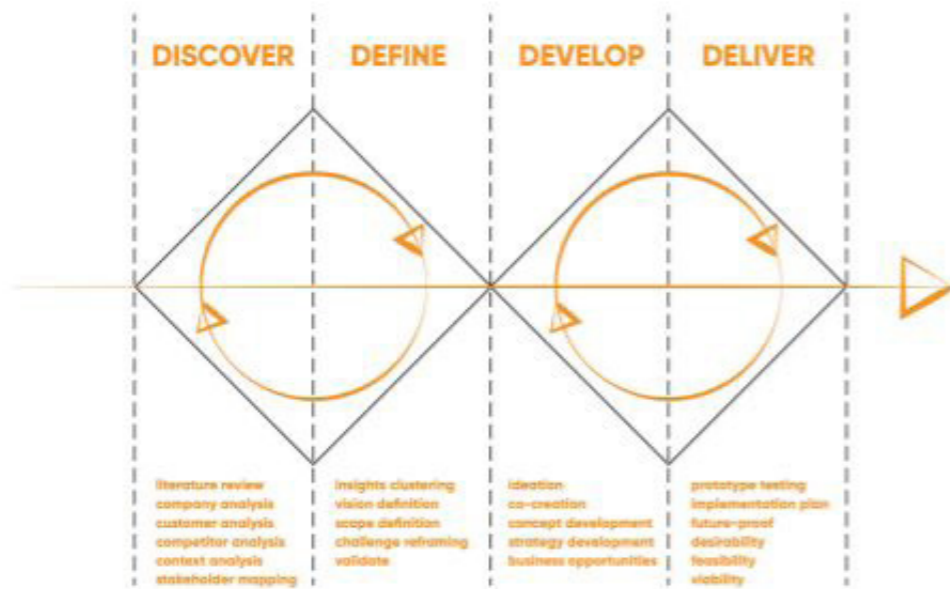 DISCOVER
DEFINE
DEVELOP
DELIVER
literature review
company analysis
customer analysis
competitor analysis
context analysis
stakeholder mapping
insights clustering
vision definition
scope definition
challenge reframing
validate
ideation
co-creation
concept development
strategy development
business opportunities
prototype testing
implementation plan
future-proof
desirability
feasibility
viability